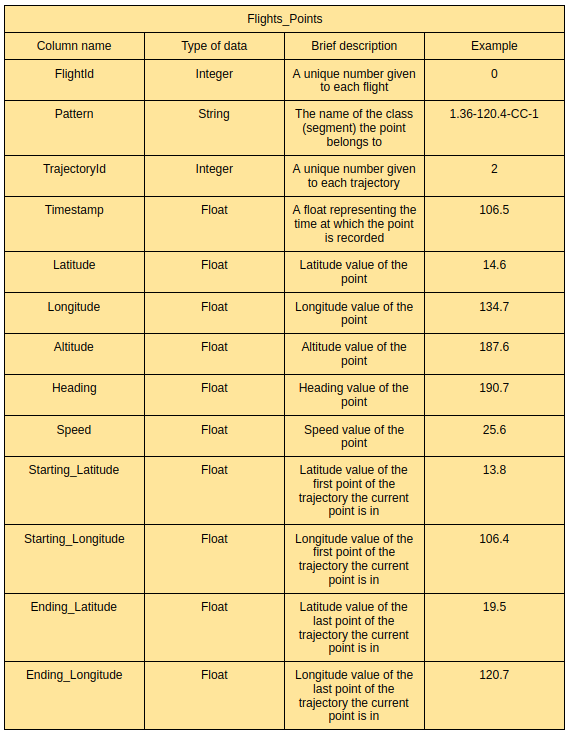 Flights_Points
Column name Type of data Brief description Example
FlightId Integer A unique number given 0
to each flight
Pattern String The name of the class 1.36-120.4-CC-1
(segment) the point
belongs to
TrajectoryId Integer A unique number given 2
to each trajectory
Timestamp Float A float representing the 106.5
time at which the point
is recorded
Latitude Float Latitude value of the 14.6
point
Longitude Float Longitude value of the 134.7
point
Altitude Float Altitude value of the 187.6
point
Heading Float Heading value of the 190.7
point
Speed Float Speed value of the 25.6
point
Starting_Latitude Float Latitude value of the 13.8
first point of the
trajectory the current
point is in
Starting_Longitude Float Longitude value of the 106.4
first point of the
trajectory the current
point is in
Ending_Latitude Float Latitude value of the 19.5
last point of the
trajectory the current
point is in
Ending_Longitude Float Longitude value of the 120.7
last point of the
trajectory the current
point is in